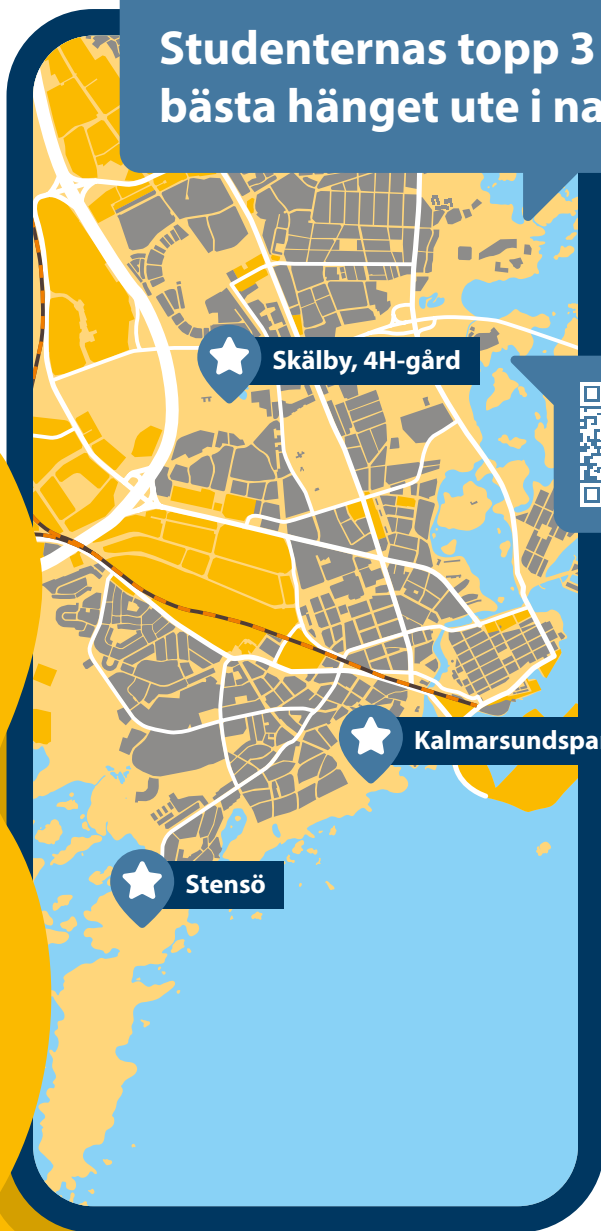 Studenternas topp 3
bästa hänget ute i na
Skälby, 4H-gård
Kalmarsundspa
Stensö